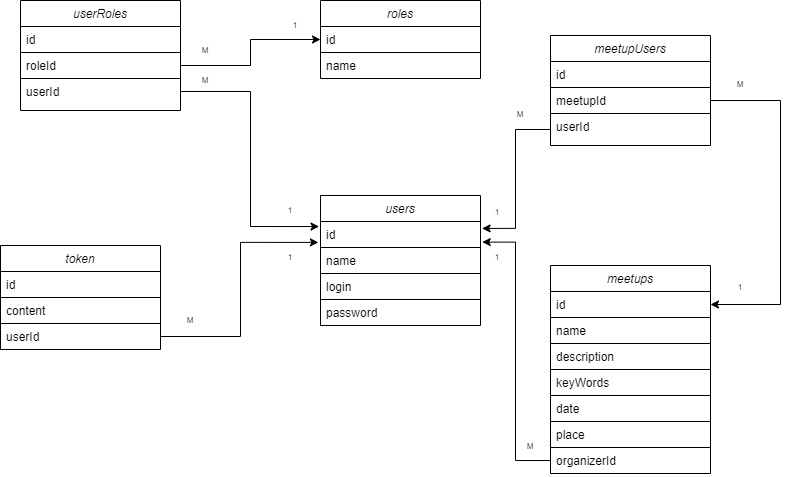 userRoles
id
roleId
userId
M
M
1
roles
id
name
meetupUsers
id
meetupId
userId
M
M
1
1
1
1
users
id
name
login
password
token
id
content
userId
M
meetups
id
name
description
keyWords
date
place
organizerId
1
M